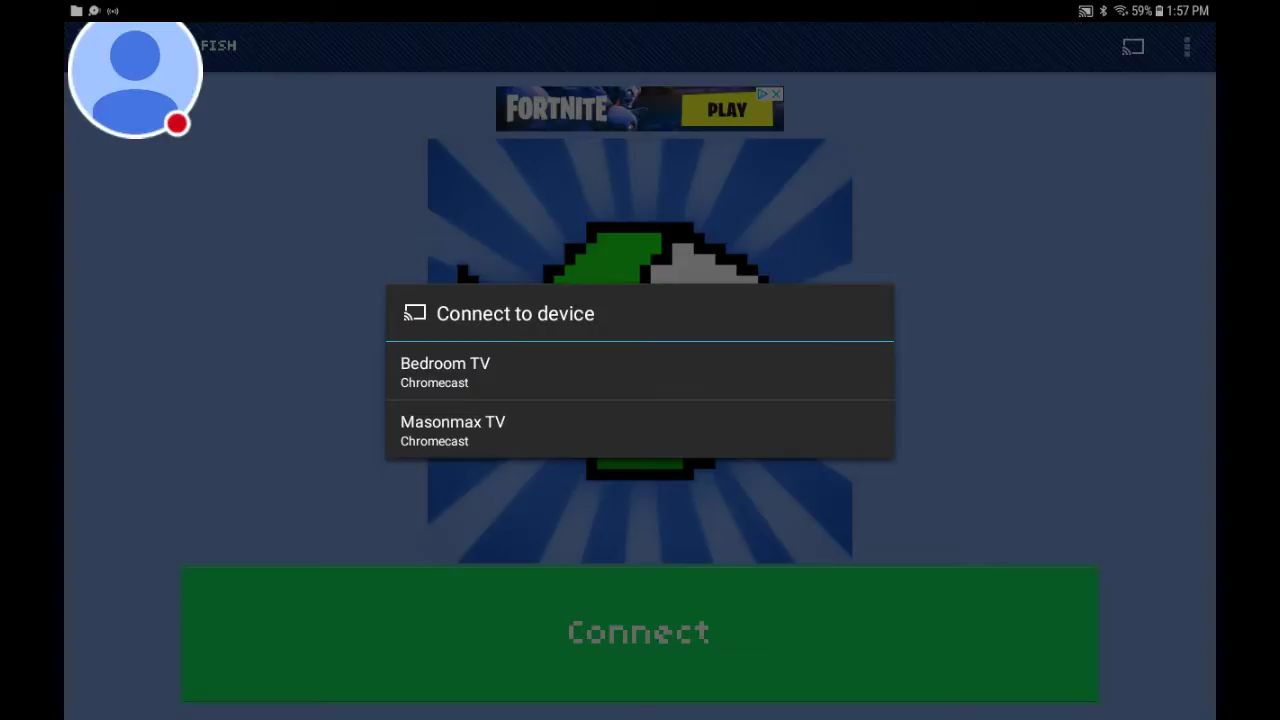 59% 1:57 PM
FISH
FORTNITE PLAY
Connect to device
Bedroom TV
Chromecast
Masonmax TV
Chromecast
Connect